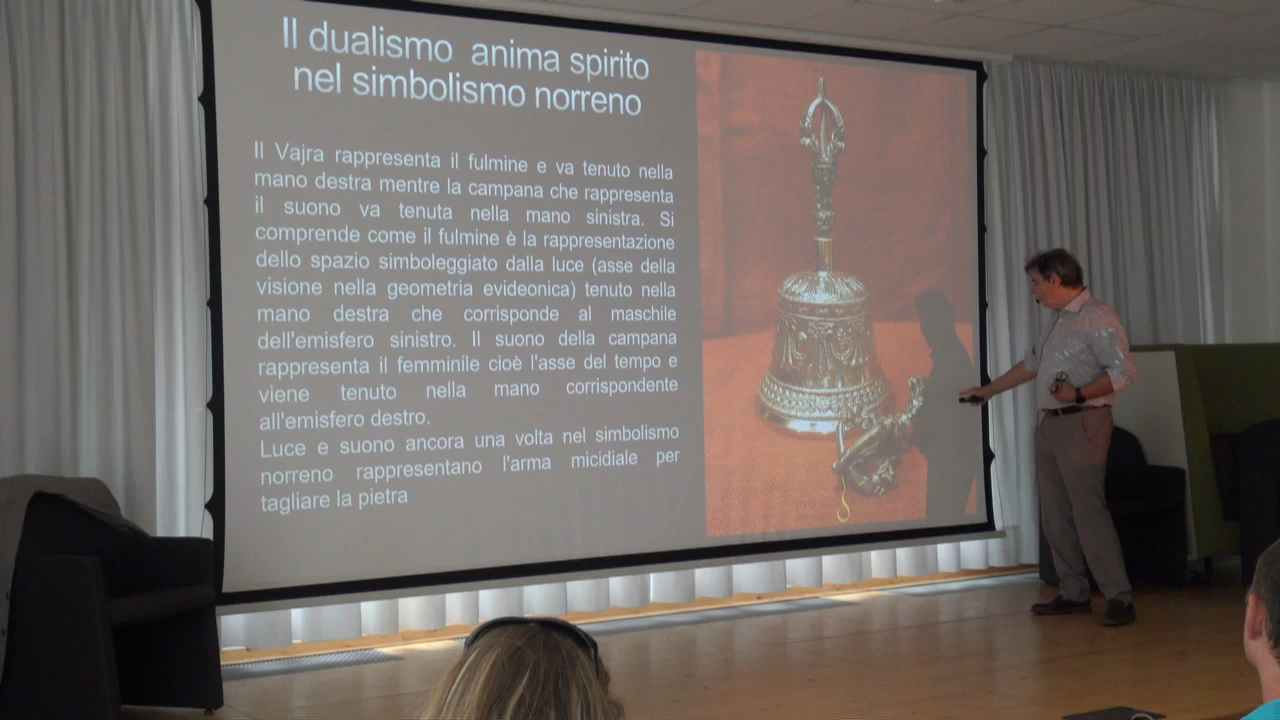 Il dualismo anima spirito
nel simbolismo norreno
Il Vajra rappresenta il fulmine e va tenuto nella
mano destra mentre la campana che rappresenta
il suono va tenuta nella mano sinistra. Si
comprende come il fulmine è la rappresentazione
dello spazio simboleggiato dalla luce (asse della
visione nella geometria evideonica) tenuto nella
mano destra che corrisponde al maschile
dell'emisfero sinistro. Il suono della campana
rappresenta il femminile cioè l'asse del tempo e
viene tenuto nella mano corrispondente
all'emisfero destro.
Luce e suono ancora una volta nel simbolismo
norreno rappresentano l'arma micidiale per
tagliare la pietra